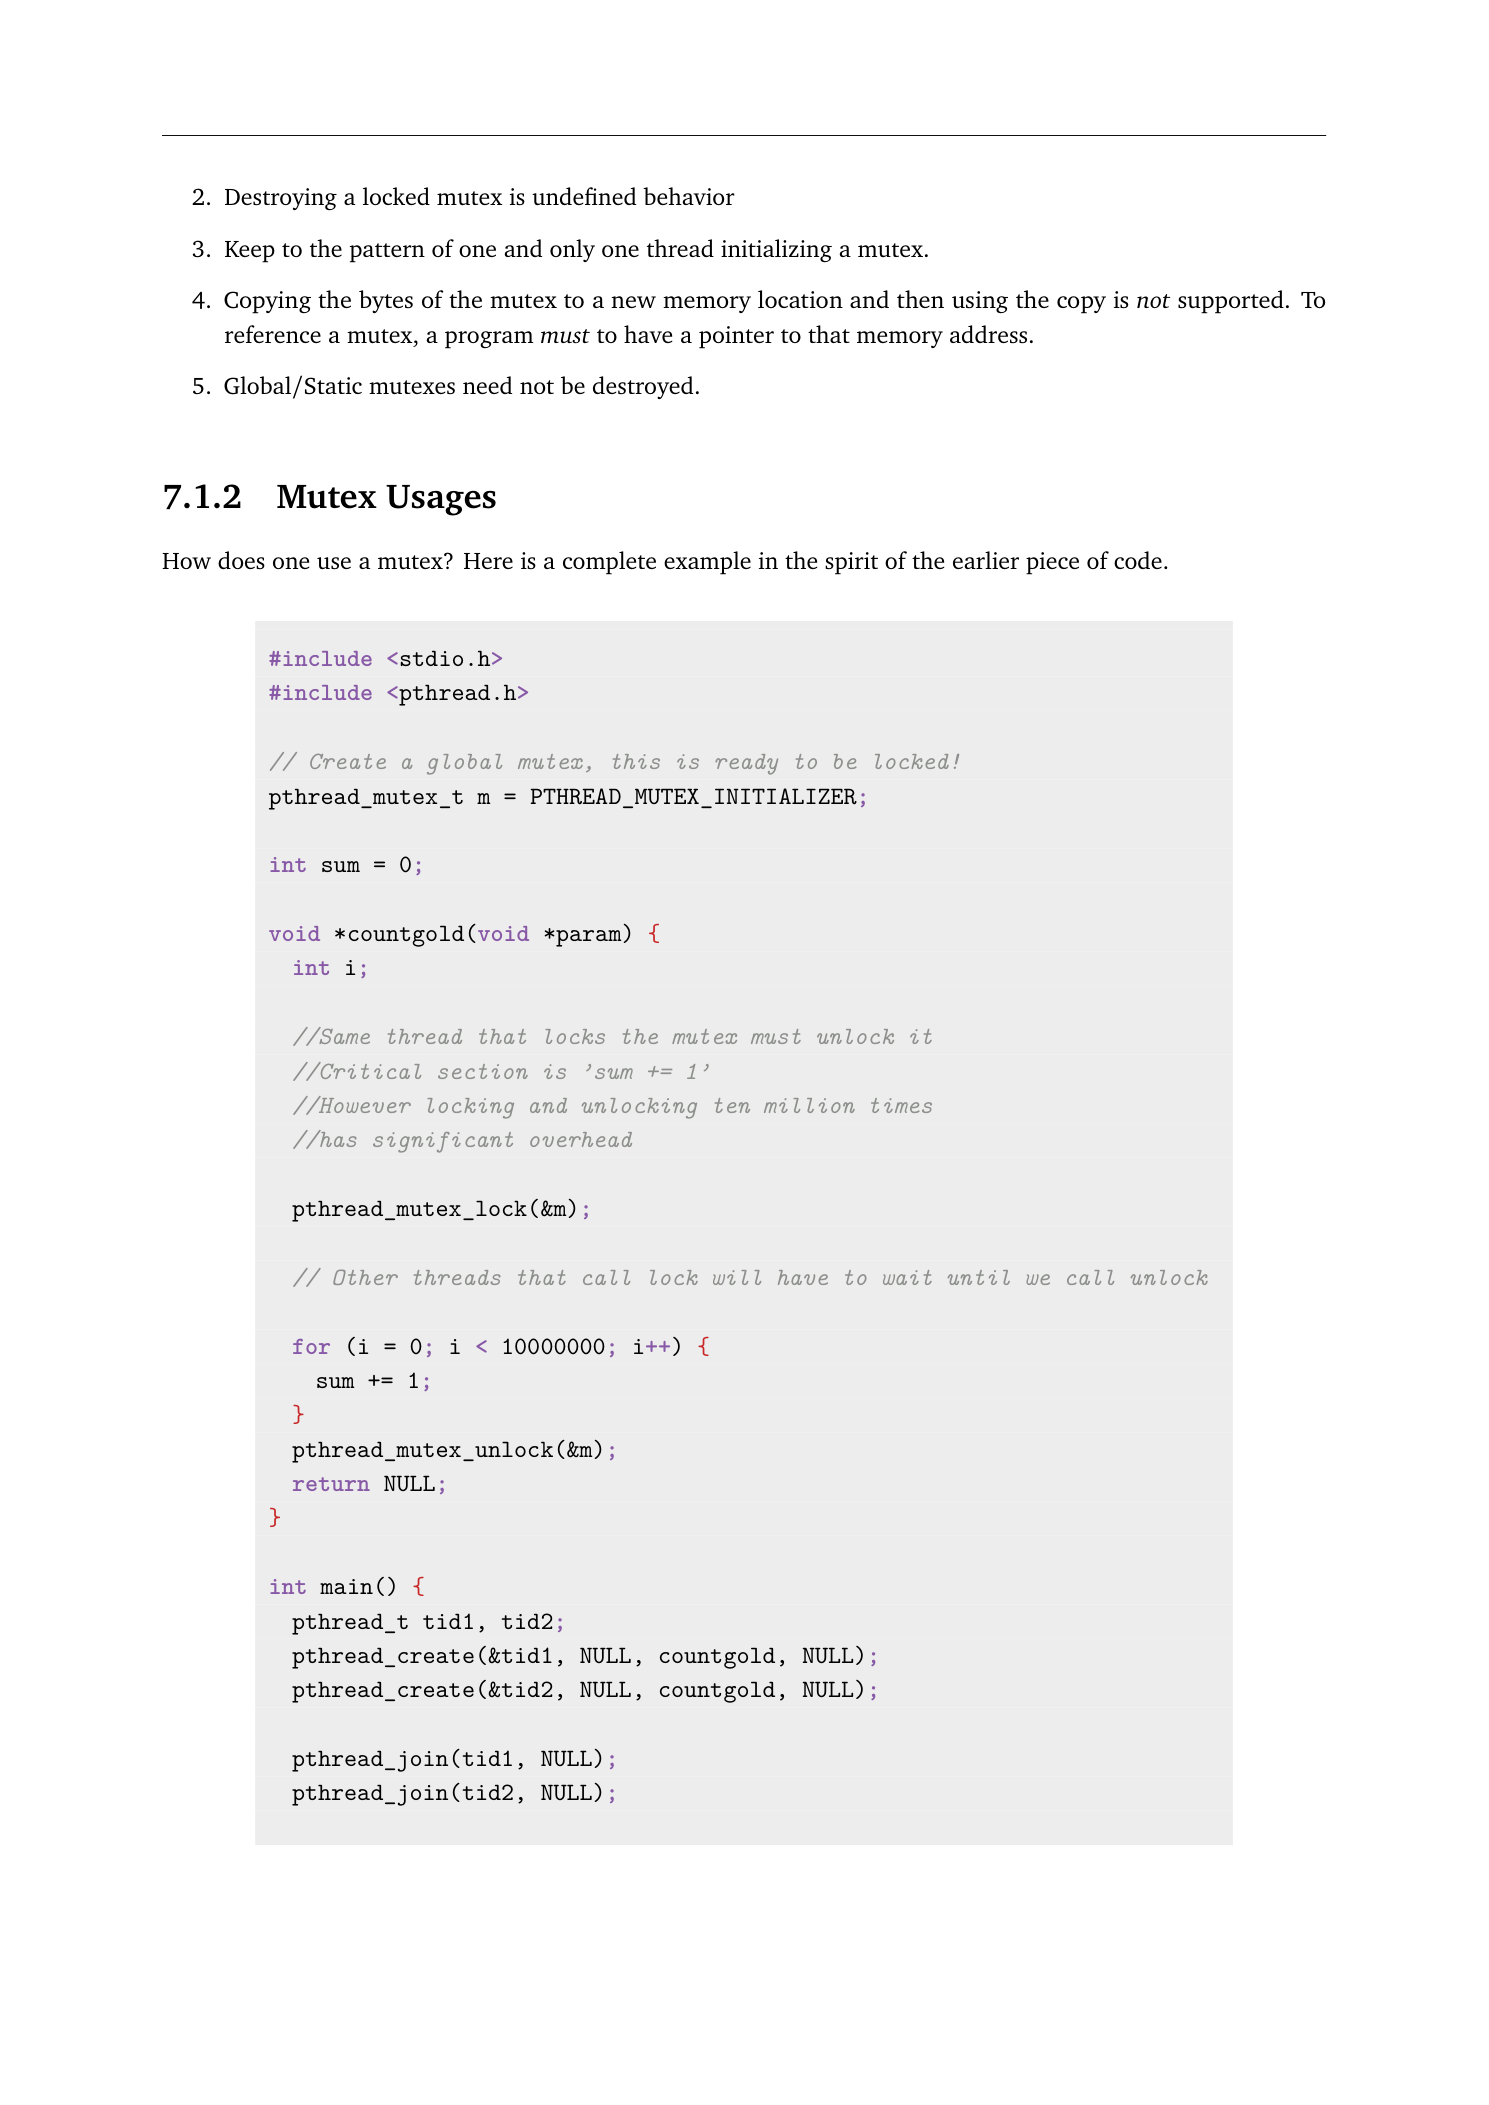 2. Destroying a locked mutex is undefined behavior
3. Keep to the pattern of one and only one thread initializing a mutex.
4. Copying the bytes of the mutex to a new memory location and then using the copy is not supported. To
reference a mutex, a program must to have a pointer to that memory address.
5. Global/Static mutexes need not be destroyed.
7.1.2 Mutex Usages
How does one use a mutex? Here is a complete example in the spirit of the earlier piece of code.
#include <stdio.h>
#include <pthread.h>
// Create a global mutex, this is ready to be locked!
pthread_mutex_t m = PTHREAD_MUTEX_INITIALIZER;
int sum = 0;
void *countgold(void *param) {
  int i;
  //Same thread that locks the mutex must unlock it
  //Critical section is ’sum += 1’
  //However locking and unlocking ten million times
  //has significant overhead
  pthread_mutex_lock(&m);
  // Other threads that call lock will have to wait until we call unlock
  for (i = 0; i < 10000000; i++) {
    sum += 1;
  }
  pthread_mutex_unlock(&m);
  return NULL;
}
int main() {
  pthread_t tid1, tid2;
  pthread_create(&tid1, NULL, countgold, NULL);
  pthread_create(&tid2, NULL, countgold, NULL);
  pthread_join(tid1, NULL);
  pthread_join(tid2, NULL);